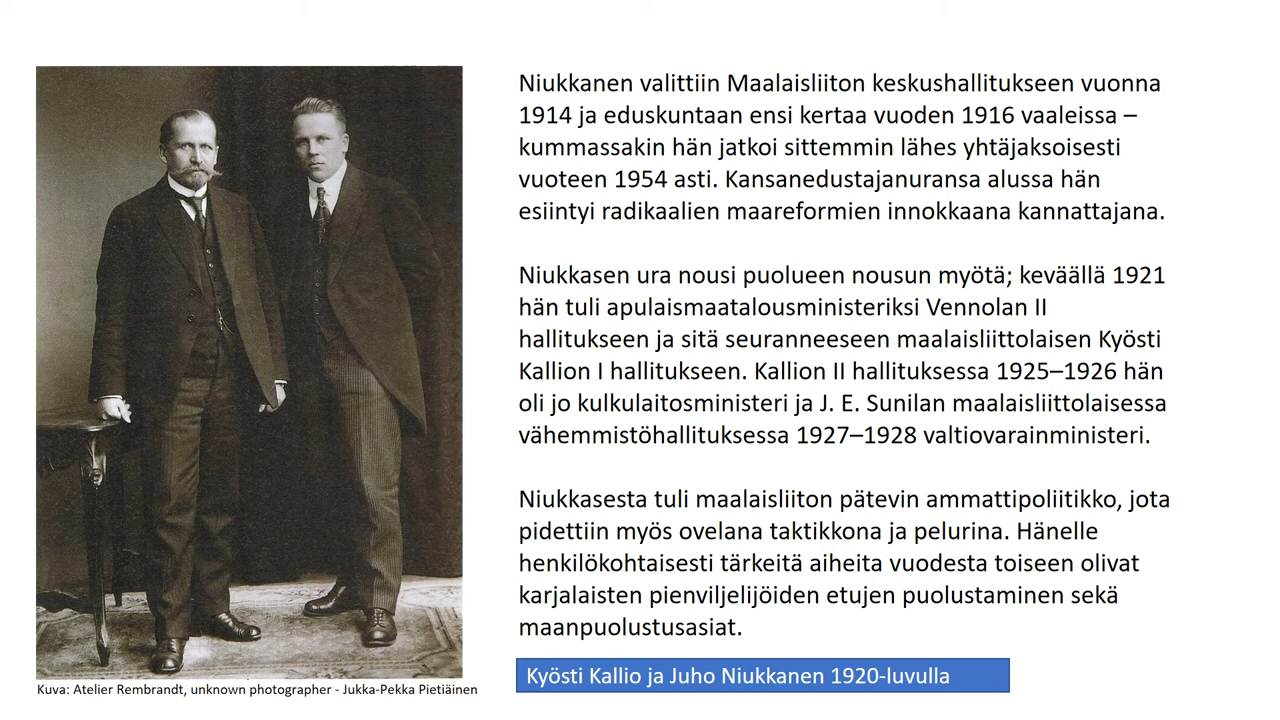 Niukkanen valittiin Maalaisliiton keskushallitukseen vuonna
1914 ja eduskuntaan ensi kertaa vuoden 1916 vaaleissa –
kummassakin hän jatkoi sittemmin lähes yhtäjaksoisesti
vuoteen 1954 asti. Kansanedustajanuransa alussa hän
esiintyi radikaalien maareformien innokkaana kannattajana.
Niukkasen ura nousi puolueen nousun myötä; keväällä 1921
hän tuli apulaismaatalousministeriksi Vennolan II
hallitukseen ja sitä seuranneeseen maalaisliittolaisen Kyösti
Kallion I hallitukseen. Kallion II hallituksessa 1925–1926 hän
oli jo kulkulaitosministeri ja J. E. Sunilan maalaisliittolaisessa
vähemmistöhallituksessa 1927–1928 valtiovarainministeri.
Niukkasesta tuli maalaisliiton pätevin ammattipoliitikko, jota
pidettiin myös ovelana taktikkona ja pelurina. Hänelle
henkilökohtaisesti tärkeitä aiheita vuodesta toiseen olivat
karjalaisten pienviljelijöiden etujen puolustaminen sekä
maanpuolustusasiat.
Kyösti Kallio ja Juho Niukkanen 1920-luvulla
Kuva: Atelier Rembrandt, unknown photographer - Jukka-Pekka Pietiäinen